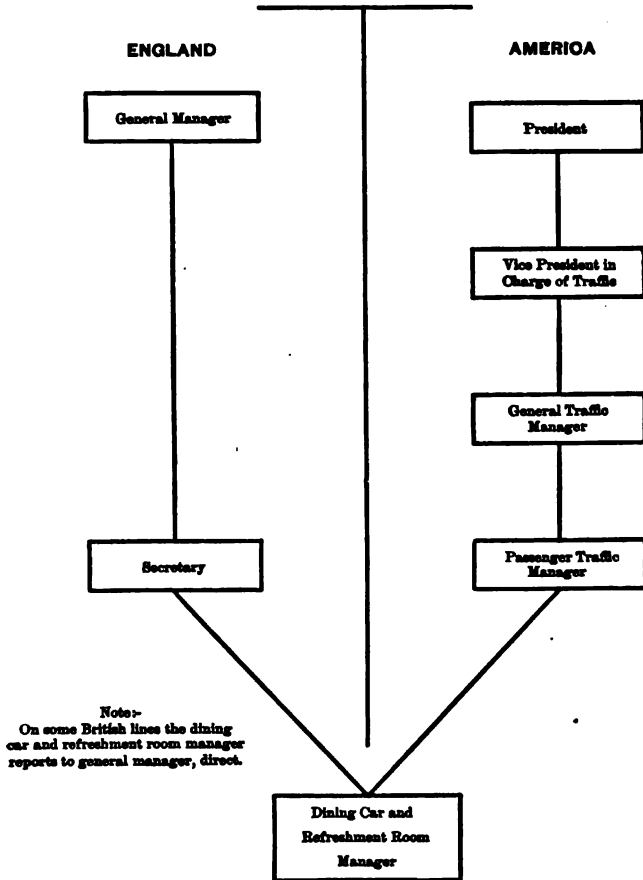 ENGLAND
General Manager
Secretary
Note:-
On some British lines the dining
car and refreshment room manager
reports to general manager, direct.
AMERICA
President
Vice President in
Charge of Traffic
General Traffic
Manager
Passenger Traffic
Manager
Dining Car and
Refreshment Room
Manager